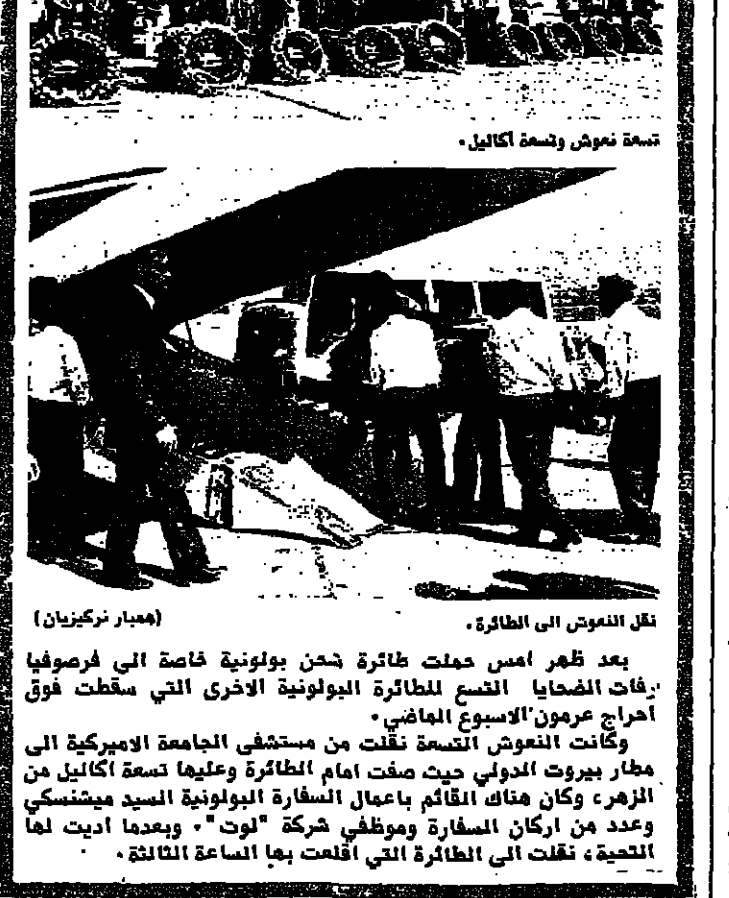 تسعة نعوش وتسعة أكاليل.
نقل النعوش الى الطائرة.
(همبار نركيزيان)
بعد ظهر امس حملت طائرة شحن بولونية خاصة الى فرصوفيا
رفات الضحايا التسع للطائرة البولونية الاخرى التي سقطت فوق
احراج عرمون الاسبوع الماضي.
وكانت النعوش التسعة نقلت من مستشفى الجامعة الاميركية الى
مطار بيروت الدولي حيث صفت امام الطائرة وعليها تسعة اكاليل من
الزهر، وكان هناك القائم باعمال السفارة البولونية السيد ميشنسكي
وعدد من اركان السفارة وموظفي شركة "لوت". وبعدما اديت لها
التحية، نقلت الى الطائرة التي اقلعت بها الساعة الثالثة.